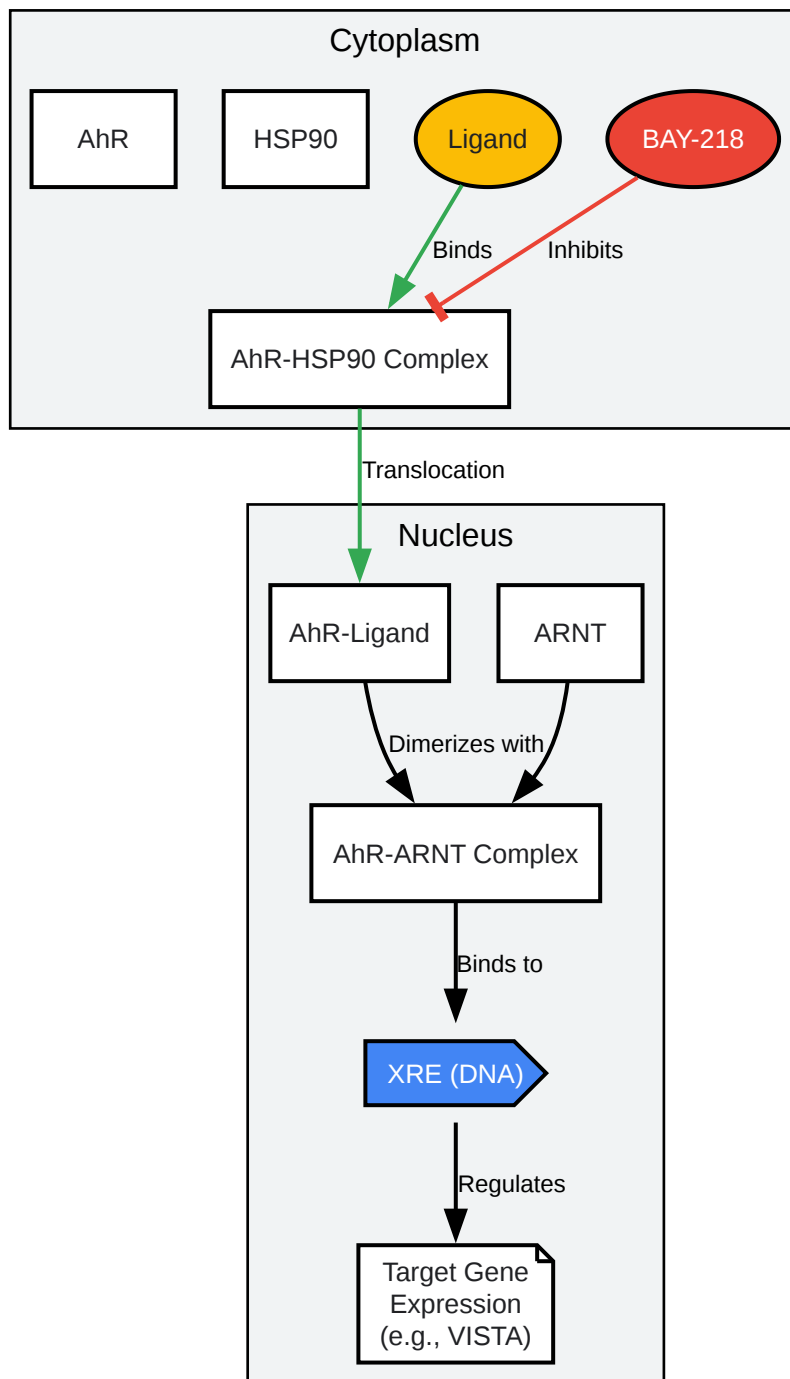 Cytoplasm
AhR
HSP90
Ligand
BAY-218
Binds
Inhibits
AhR-HSP90 Complex
Translocation
Nucleus
AhR-Ligand
ARNT
Dimerizes with
AhR-ARNT Complex
Binds to
XRE (DNA)
Regulates
Target Gene
Expression
(e.g., VISTA)